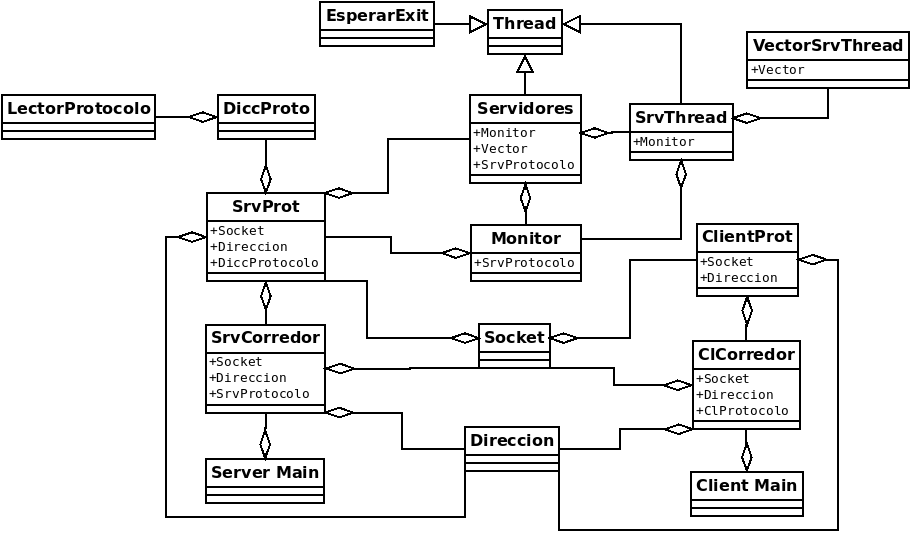 EsperarExit
Thread
VectorSrvThread
+Vector
LectorProtocolo
DiccProto
Servidores
+Monitor
+Vector
+SrvProtocolo
SrvThread
+Monitor
SrvProt
+Socket
+Direccion
+DiccProtocolo
Monitor
+SrvProtocolo
ClientProt
+Socket
+Direccion
SrvCorredor
+Socket
+Direccion
+SrvProtocolo
Socket
ClCorredor
+Socket
+Direccion
+ClProtocolo
Direccion
Server Main
Client Main